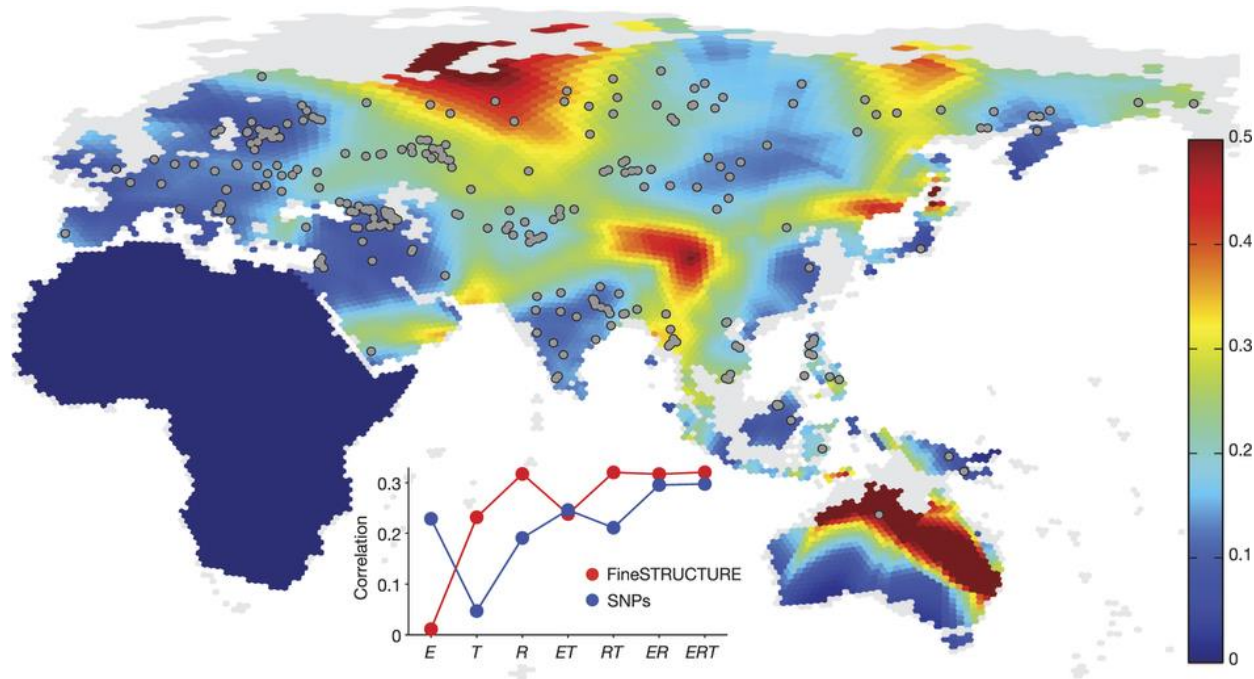 0.5
0.4
0.3
0.2
0.1
0
Correlation
0.3
0.2
0.1
0
FineSTRUCTURE
SNPs
E T R ET RT ER ERT